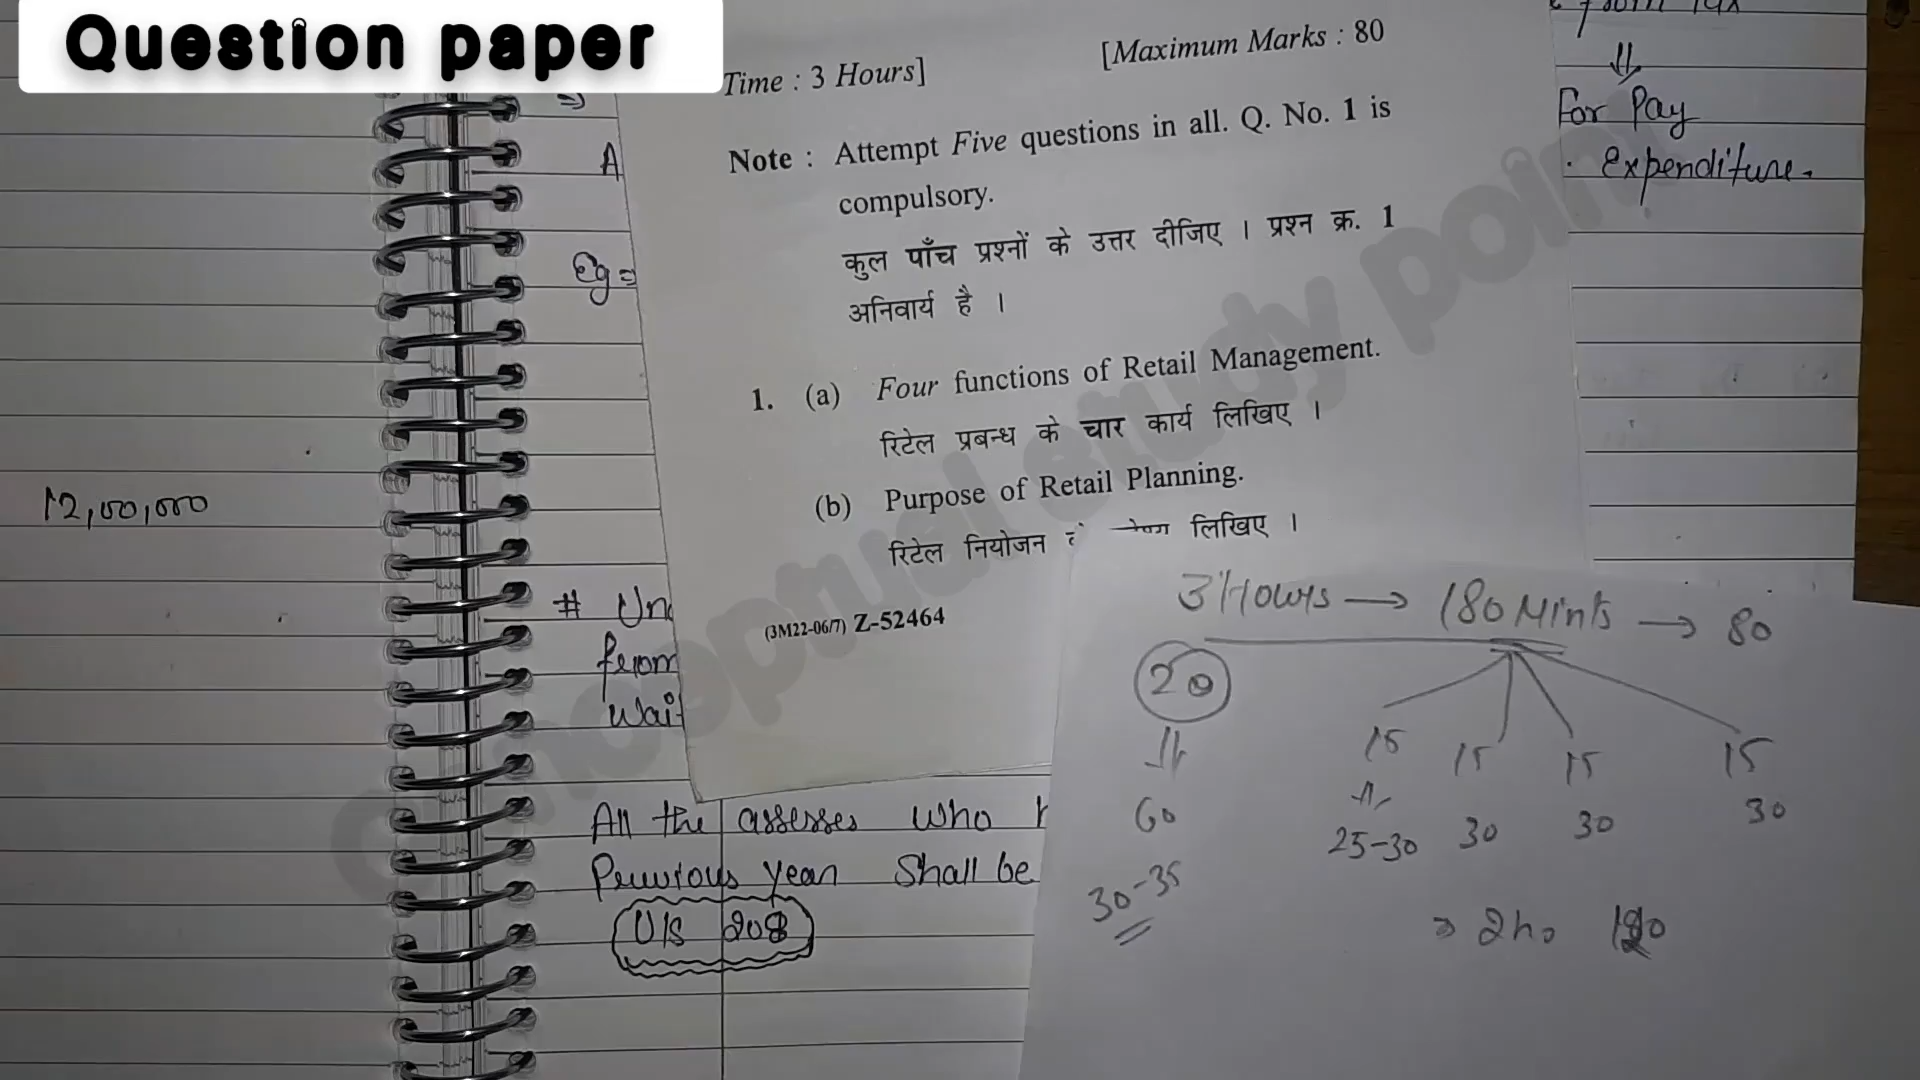 Question paper
Time : 3 Hours]
[Maximum Marks : 80
Note : Attempt Five questions in all. Q. No. 1 is
compulsory.
कुल पाँच प्रश्नों के उत्तर दीजिए । प्रश्न क्र. 1
अनिवार्य है ।
1. (a) Four functions of Retail Management.
रिटेल प्रबन्ध के चार कार्य लिखिए ।
(b) Purpose of Retail Planning.
रिटेल नियोजन लिखिए ।
(3M22-06/7) Z-52464
For Pay
. Expenditure.
A
Eg =
12,00,000
#
All the assesses who
Previous year Shall be
U/s 208
3 Hours → 180 Mints → 80
20
15 15 15 15
60
25-30 30 30 30
30-35
2h
study point